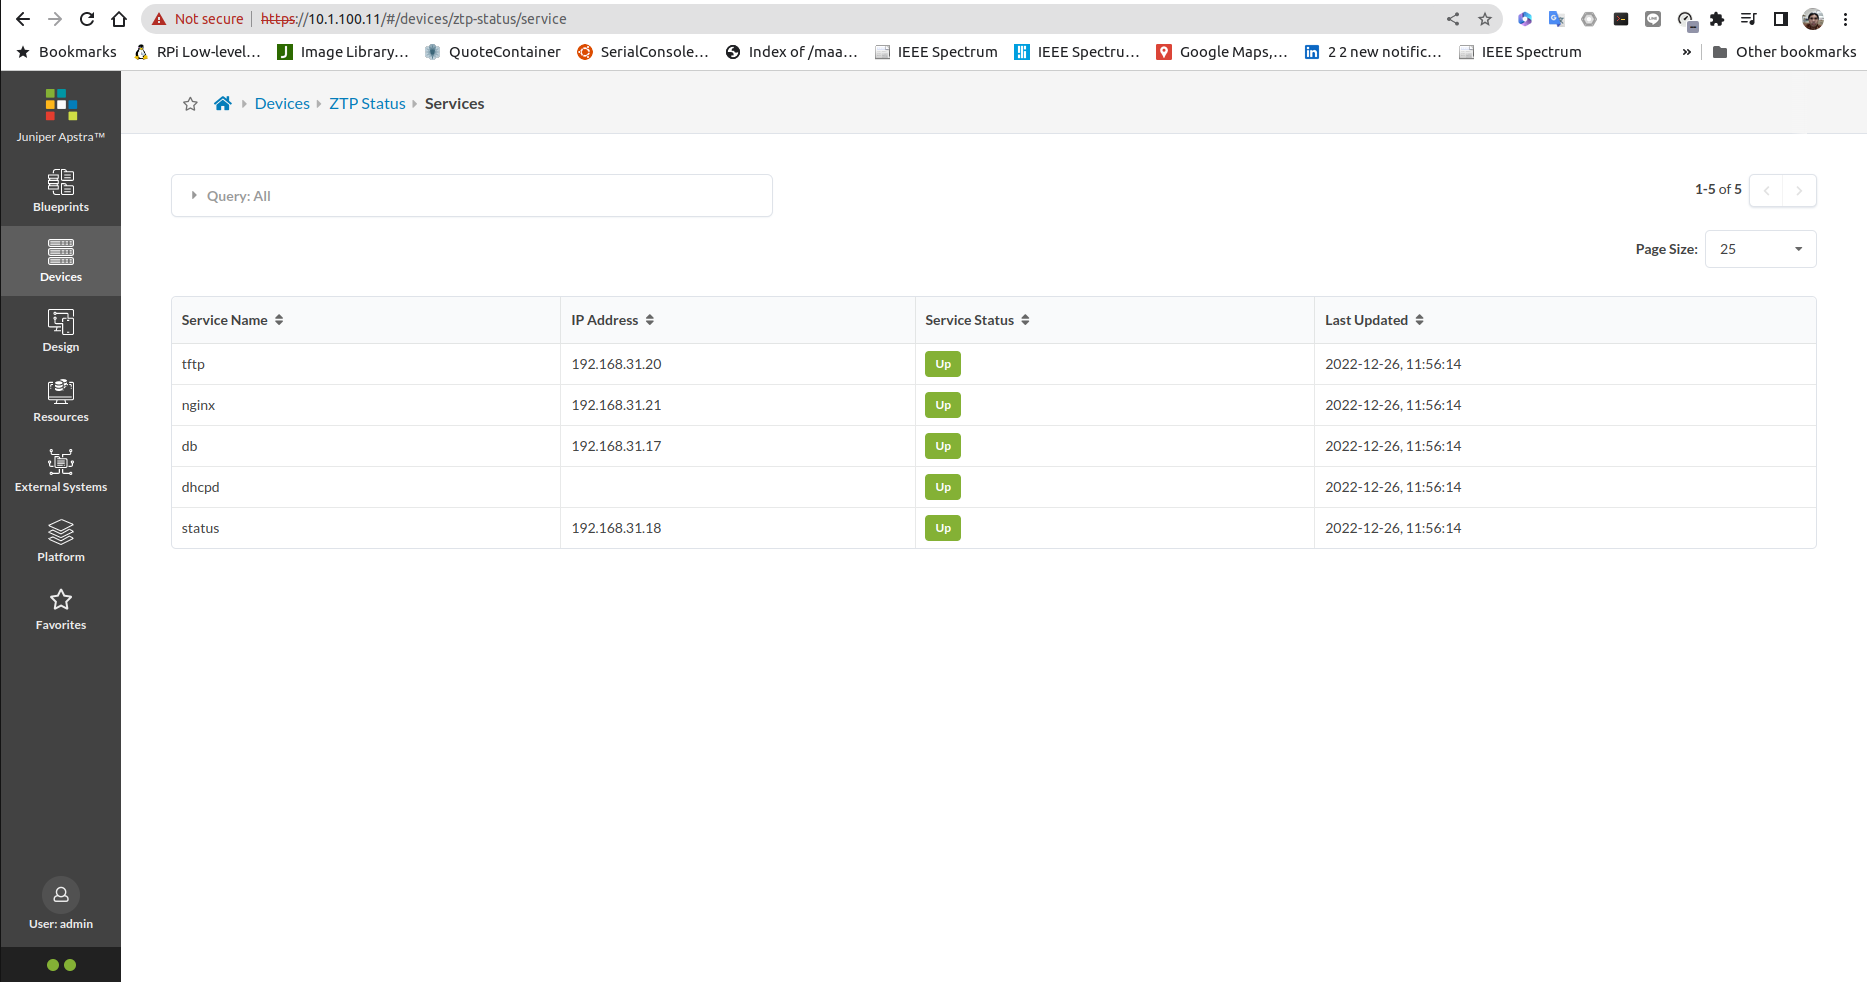 Not secure https://10.1.100.11/#/devices/ztp-status/service
Bookmarks RPi Low-level... Image Library... QuoteContainer SerialConsole... Index of /maa... IEEE Spectrum IEEE Spectru... Google Maps,... 2 2 new notific... IEEE Spectrum » Other bookmarks
Juniper Apstra™
Blueprints
Devices
Design
Resources
External Systems
Platform
Favorites
User: admin
Devices ZTP Status Services
Query: All
1-5 of 5
Page Size: 25
Service Name IP Address Service Status Last Updated
tftp 192.168.31.20 Up 2022-12-26, 11:56:14
nginx 192.168.31.21 Up 2022-12-26, 11:56:14
db 192.168.31.17 Up 2022-12-26, 11:56:14
dhcpd Up 2022-12-26, 11:56:14
status 192.168.31.18 Up 2022-12-26, 11:56:14